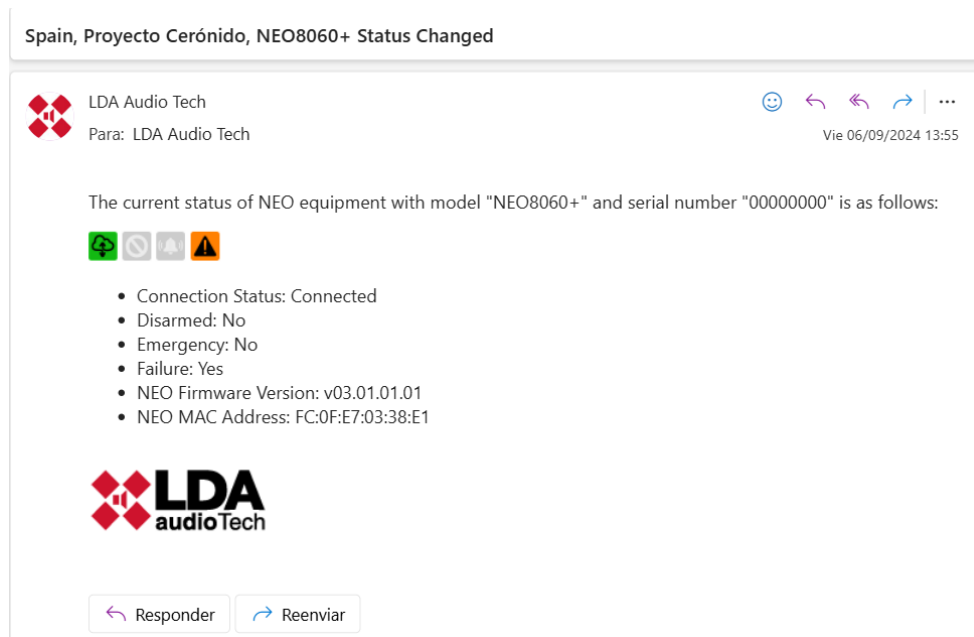 Spain, Proyecto Cerónido, NEO8060+ Status Changed
LDA Audio Tech
Para: LDA Audio Tech
Vie 06/09/2024 13:55
The current status of NEO equipment with model "NEO8060+" and serial number "00000000" is as follows:
• Connection Status: Connected
• Disarmed: No
• Emergency: No
• Failure: Yes
• NEO Firmware Version: v03.01.01.01
• NEO MAC Address: FC:0F:E7:03:38:E1
LDA
audioTech
Responder
Reenviar